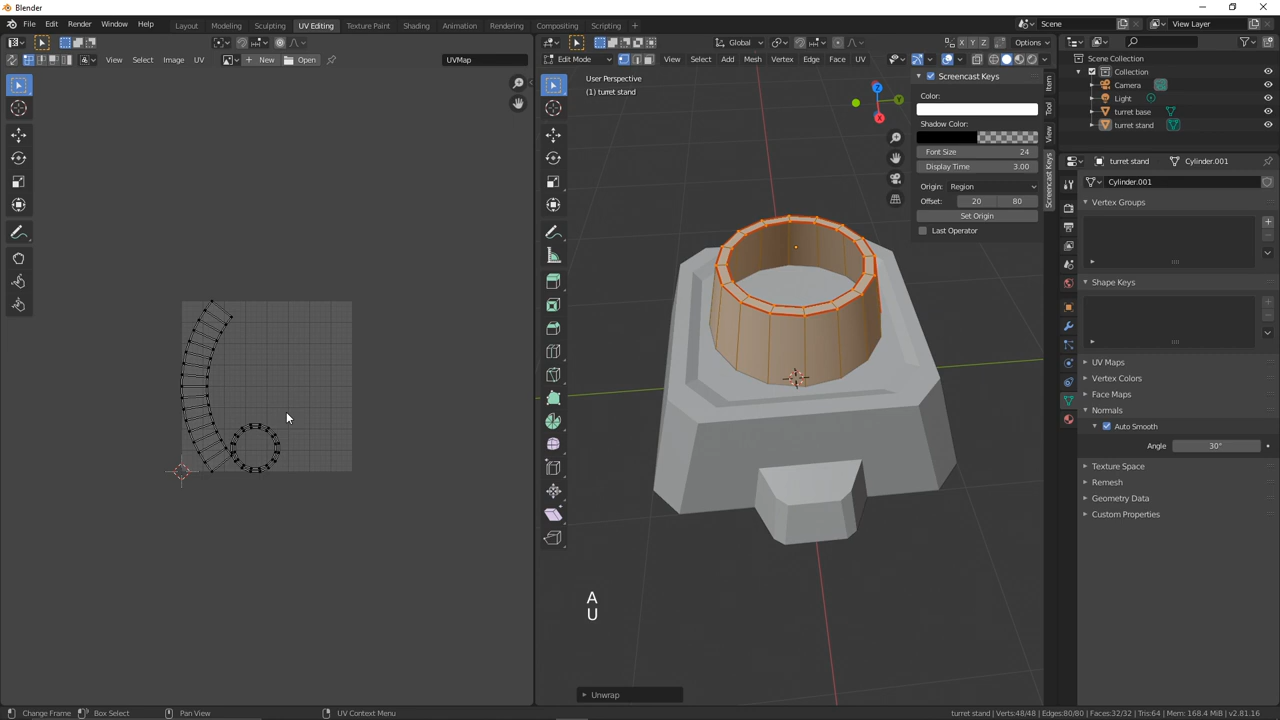 Blender
File Edit Render Window Help Layout Modeling Sculpting UV Editing Texture Paint Shading Animation Rendering Compositing Scripting + Scene View Layer
Global Options
View Select Image UV + New Open UVMap
Edit Mode View Select Add Mesh Vertex Edge Face UV
User Perspective
(1) turret stand
Screencast Keys
Color:
Shadow Color:
Font Size 24
Display Time 3.00
Origin: Region
Offset: 20 80
Set Origin
Last Operator
Item
Tool
View
Screencast Keys
X Y Z
Z
Y
X
A
U
Unwrap
Scene Collection
Collection
Camera
Light
turret base
turret stand
turret stand Cylinder.001
Cylinder.001
Vertex Groups
Shape Keys
UV Maps
Vertex Colors
Face Maps
Normals
Auto Smooth
Angle 30°
Texture Space
Remesh
Geometry Data
Custom Properties
Change Frame Box Select Pan View UV Context Menu turret stand | Verts:48/48 | Edges:80/80 | Faces:32/32 | Tris:64 | Mem: 168.4 MiB | v2.81.16